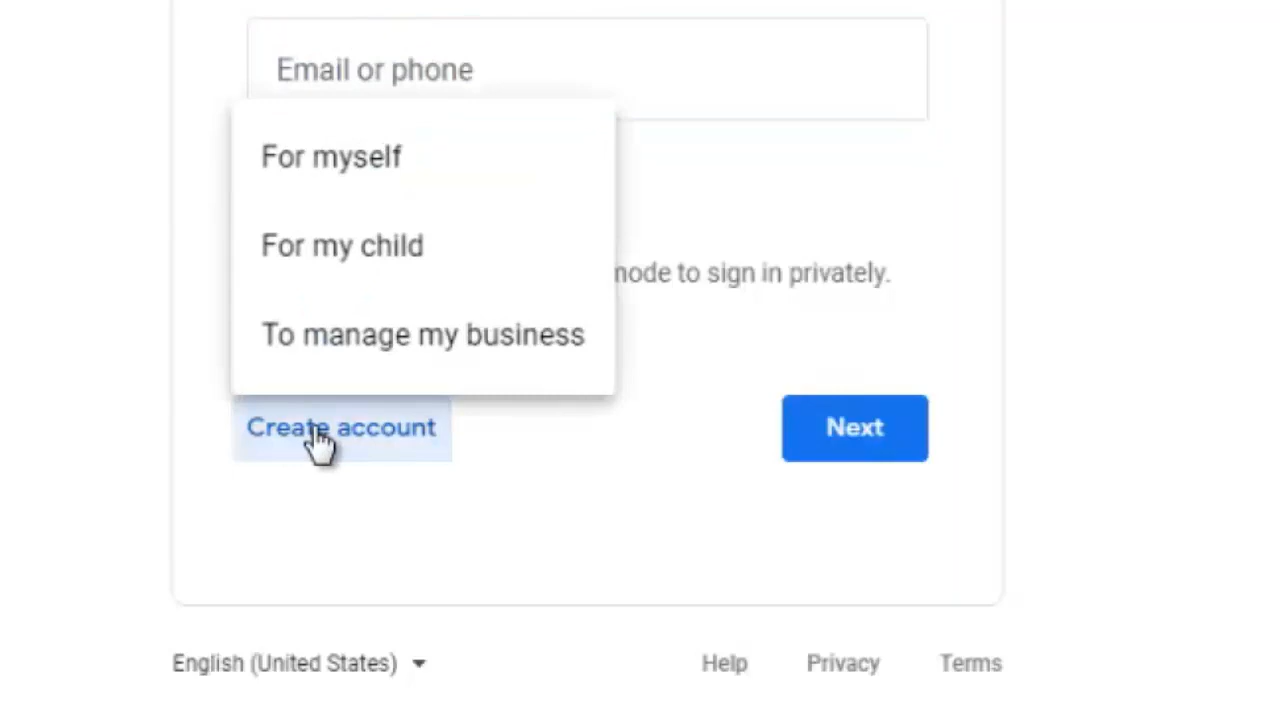 Email or phone
For myself
For my child
mode to sign in privately.
To manage my business
Create account
Next
English (United States)
Help
Privacy
Terms